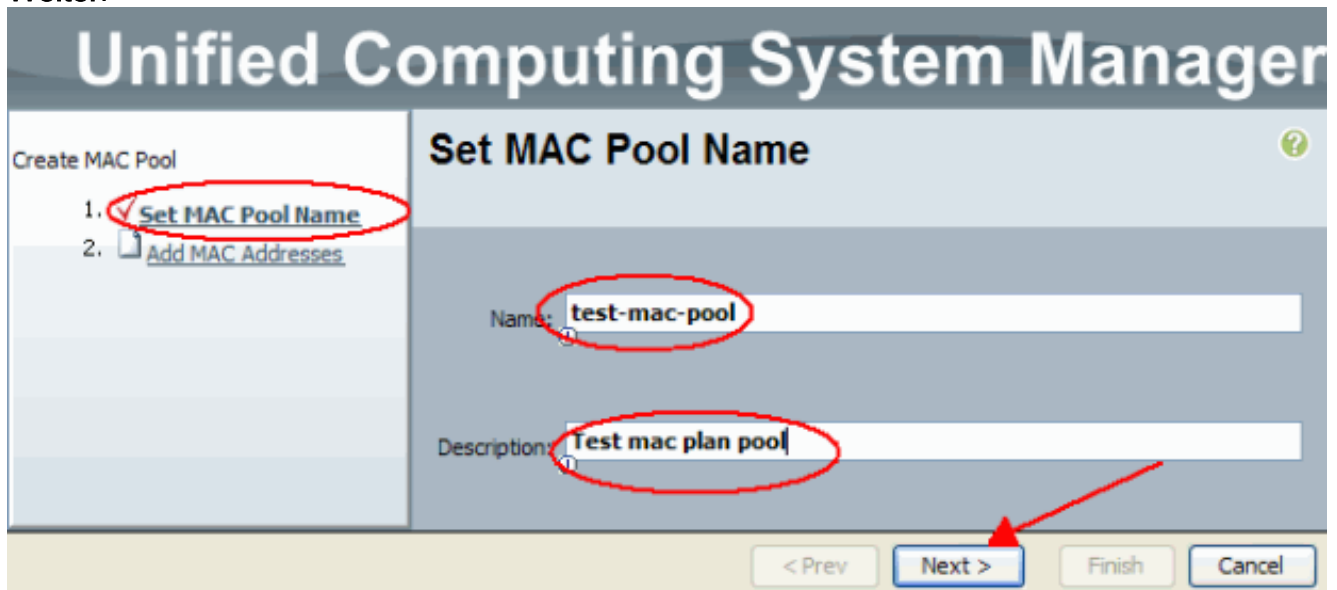 Weiter.
Unified Computing System Manager
Create MAC Pool
1. Set MAC Pool Name
2. Add MAC Addresses
Set MAC Pool Name
?
Name: test-mac-pool
Description: Test mac plan pool
< Prev
Next >
Finish
Cancel